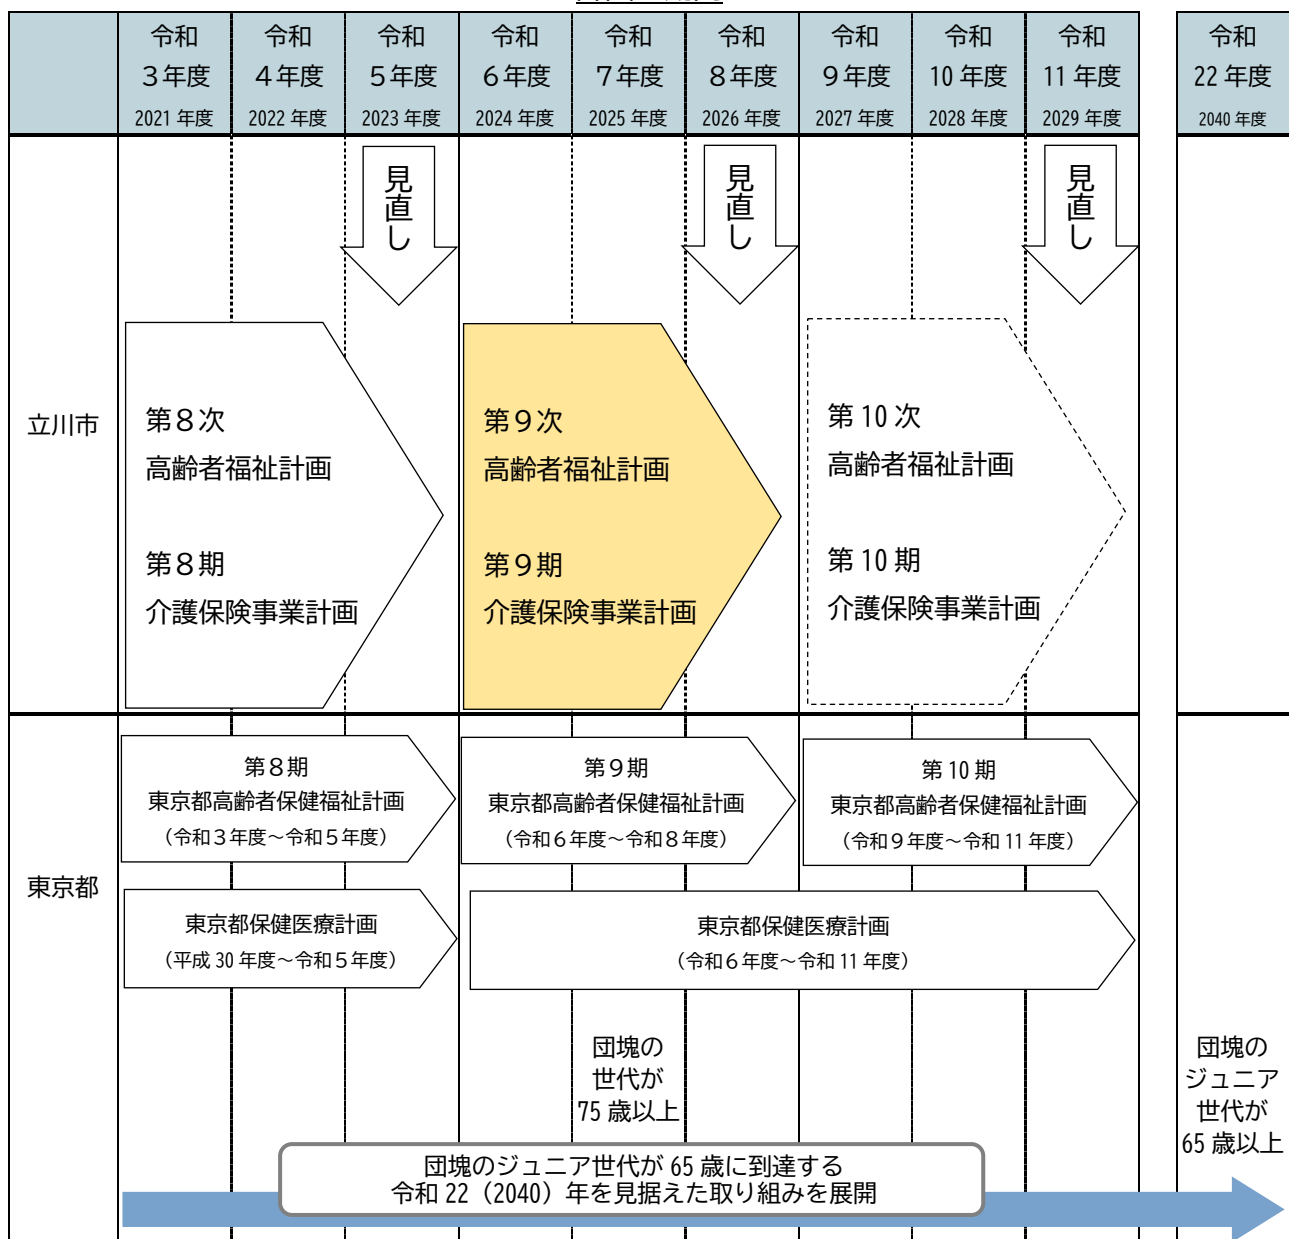 令和
3年度
2021 年度
令和
4年度
2022 年度
令和
5年度
2023 年度
令和
6年度
2024 年度
令和
7年度
2025 年度
令和
8年度
2026 年度
令和
9年度
2027 年度
令和
10 年度
2028 年度
令和
11 年度
2029 年度
令和
22 年度
2040 年度
見直し
見直し
見直し
立川市
第8次
高齢者福祉計画
第8期
介護保険事業計画
第9次
高齢者福祉計画
第9期
介護保険事業計画
第 10 次
高齢者福祉計画
第 10 期
介護保険事業計画
東京都
第8期
東京都高齢者保健福祉計画
（令和3年度～令和5年度）
第9期
東京都高齢者保健福祉計画
（令和6年度～令和8年度）
第 10 期
東京都高齢者保健福祉計画
（令和9年度～令和 11 年度）
東京都保健医療計画
（平成 30 年度～令和5年度）
東京都保健医療計画
（令和6年度～令和 11 年度）
団塊の
世代が
75 歳以上
団塊の
ジュニア
世代が
65 歳以上
団塊のジュニア世代が 65 歳に到達する
令和 22（2040）年を見据えた取り組みを展開